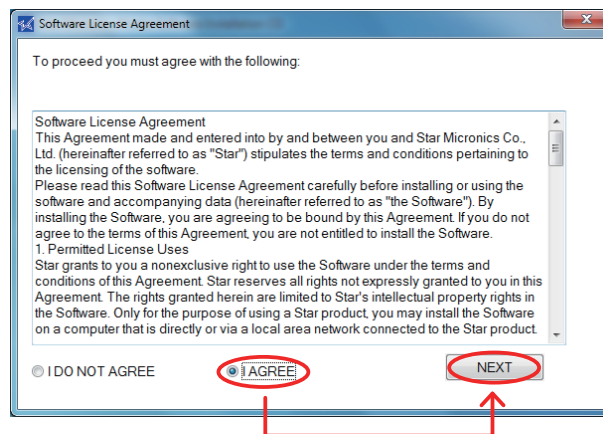 Software License Agreement
To proceed you must agree with the following:
Software License Agreement
This Agreement made and entered into by and between you and Star Micronics Co.,
Ltd. (hereinafter referred to as "Star") stipulates the terms and conditions pertaining to
the licensing of the software.
Please read this Software License Agreement carefully before installing or using the
software and accompanying data (hereinafter referred to as "the Software"). By
installing the Software, you are agreeing to be bound by this Agreement. If you do not
agree to the terms of this Agreement, you are not entitled to install the Software.
1. Permitted License Uses
Star grants to you a nonexclusive right to use the Software under the terms and
conditions of this Agreement. Star reserves all rights not expressly granted to you in this
Agreement. The rights granted herein are limited to Star's intellectual property rights in
the Software. Only for the purpose of using a Star product, you may install the Software
on a computer that is directly or via a local area network connected to the Star product.
I DO NOT AGREE
I AGREE
NEXT